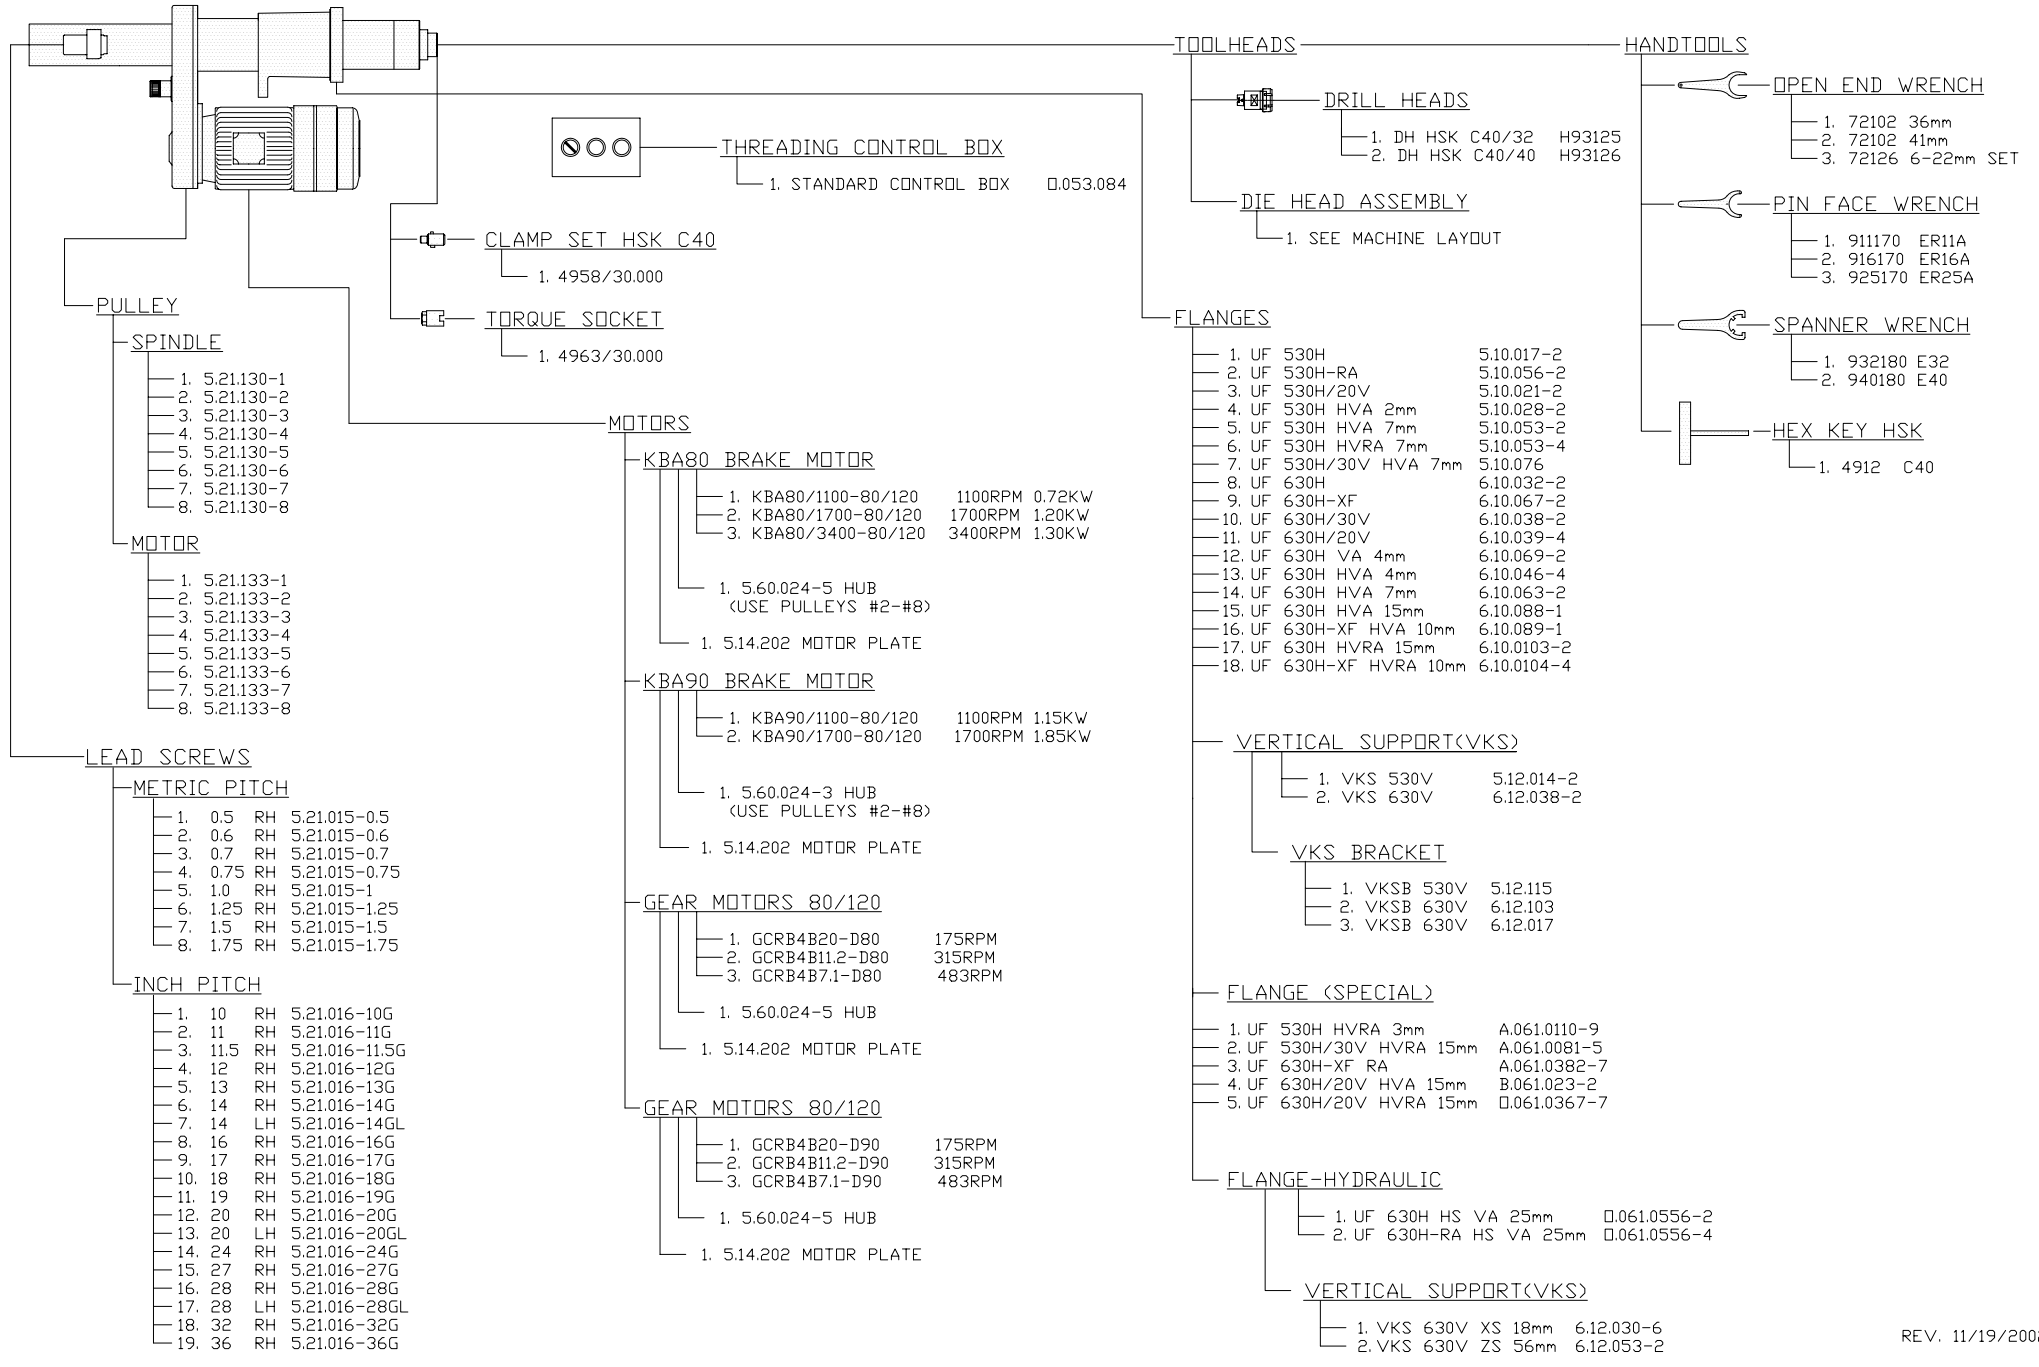 THREADING CONTROL BOX
1. STANDARD CONTROL BOX O.053.084
CLAMP SET HSK C40
1. 4958/30.000
TORQUE SOCKET
1. 4963/30.000
PULLEY
SPINDLE
1. 5.21.130-1
2. 5.21.130-2
3. 5.21.130-3
4. 5.21.130-4
5. 5.21.130-5
6. 5.21.130-6
7. 5.21.130-7
8. 5.21.130-8
MOTOR
1. 5.21.133-1
2. 5.21.133-2
3. 5.21.133-3
4. 5.21.133-4
5. 5.21.133-5
6. 5.21.133-6
7. 5.21.133-7
8. 5.21.133-8
LEAD SCREWS
METRIC PITCH
1. 0.5 RH 5.21.015-0.5
2. 0.6 RH 5.21.015-0.6
3. 0.7 RH 5.21.015-0.7
4. 0.75 RH 5.21.015-0.75
5. 1.0 RH 5.21.015-1
6. 1.25 RH 5.21.015-1.25
7. 1.5 RH 5.21.015-1.5
8. 1.75 RH 5.21.015-1.75
INCH PITCH
1. 10 RH 5.21.016-10G
2. 11 RH 5.21.016-11G
3. 11.5 RH 5.21.016-11.5G
4. 12 RH 5.21.016-12G
5. 13 RH 5.21.016-13G
6. 14 RH 5.21.016-14G
7. 14 LH 5.21.016-14GL
8. 16 RH 5.21.016-16G
9. 17 RH 5.21.016-17G
10. 18 RH 5.21.016-18G
11. 19 RH 5.21.016-19G
12. 20 RH 5.21.016-20G
13. 20 LH 5.21.016-20GL
14. 24 RH 5.21.016-24G
15. 27 RH 5.21.016-27G
16. 28 RH 5.21.016-28G
17. 28 LH 5.21.016-28GL
18. 32 RH 5.21.016-32G
19. 36 RH 5.21.016-36G
MOTORS
KBA80 BRAKE MOTOR
1. KBA80/1100-80/120 1100RPM 0.72KW
2. KBA80/1700-80/120 1700RPM 1.20KW
3. KBA80/3400-80/120 3400RPM 1.30KW
1. 5.60.024-5 HUB
(USE PULLEYS #2-#8)
1. 5.14.202 MOTOR PLATE
KBA90 BRAKE MOTOR
1. KBA90/1100-80/120 1100RPM 1.15KW
2. KBA90/1700-80/120 1700RPM 1.85KW
1. 5.60.024-3 HUB
(USE PULLEYS #2-#8)
1. 5.14.202 MOTOR PLATE
GEAR MOTORS 80/120
1. GCRB4B20-D80 175RPM
2. GCRB4B11.2-D80 315RPM
3. GCRB4B7.1-D80 483RPM
1. 5.60.024-5 HUB
1. 5.14.202 MOTOR PLATE
GEAR MOTORS 80/120
1. GCRB4B20-D90 175RPM
2. GCRB4B11.2-D90 315RPM
3. GCRB4B7.1-D90 483RPM
1. 5.60.024-5 HUB
1. 5.14.202 MOTOR PLATE
TOOLHEADS
DRILL HEADS
1. DH HSK C40/32 H93125
2. DH HSK C40/40 H93126
DIE HEAD ASSEMBLY
1. SEE MACHINE LAYOUT
FLANGES
1. UF 530H 5.10.017-2
2. UF 530H-RA 5.10.056-2
3. UF 530H/20V 5.10.021-2
4. UF 530H HVA 2mm 5.10.028-2
5. UF 530H HVA 7mm 5.10.053-2
6. UF 530H HVRA 7mm 5.10.053-4
7. UF 530H/30V HVA 7mm 5.10.076
8. UF 630H 6.10.032-2
9. UF 630H-XF 6.10.067-2
10. UF 630H/30V 6.10.038-2
11. UF 630H/20V 6.10.039-4
12. UF 630H VA 4mm 6.10.069-2
13. UF 630H HVA 4mm 6.10.046-4
14. UF 630H HVA 7mm 6.10.063-2
15. UF 630H HVA 15mm 6.10.088-1
16. UF 630H-XF HVA 10mm 6.10.089-1
17. UF 630H HVRA 15mm 6.10.0103-2
18. UF 630H-XF HVRA 10mm 6.10.0104-4
VERTICAL SUPPORT(VKS)
1. VKS 530V 5.12.014-2
2. VKS 630V 6.12.038-2
VKS BRACKET
1. VKSB 530V 5.12.115
2. VKSB 630V 6.12.103
3. VKSB 630V 6.12.017
FLANGE (SPECIAL)
1. UF 530H HVRA 3mm A.061.0110-9
2. UF 530H/30V HVRA 15mm A.061.0081-5
3. UF 630H-XF RA A.061.0382-7
4. UF 630H/20V HVA 15mm B.061.023-2
5. UF 630H/20V HVRA 15mm O.061.0367-7
FLANGE-HYDRAULIC
1. UF 630H HS VA 25mm O.061.0556-2
2. UF 630H-RA HS VA 25mm O.061.0556-4
VERTICAL SUPPORT(VKS)
1. VKS 630V XS 18mm 6.12.030-6
2. VKS 630V ZS 56mm 6.12.053-2
HANDTOOLS
OPEN END WRENCH
1. 72102 36mm
2. 72102 41mm
3. 72126 6-22mm SET
PIN FACE WRENCH
1. 911170 ER11A
2. 916170 ER16A
3. 925170 ER25A
SPANNER WRENCH
1. 932180 E32
2. 940180 E40
HEX KEY HSK
1. 4912 C40
REV. 11/19/200